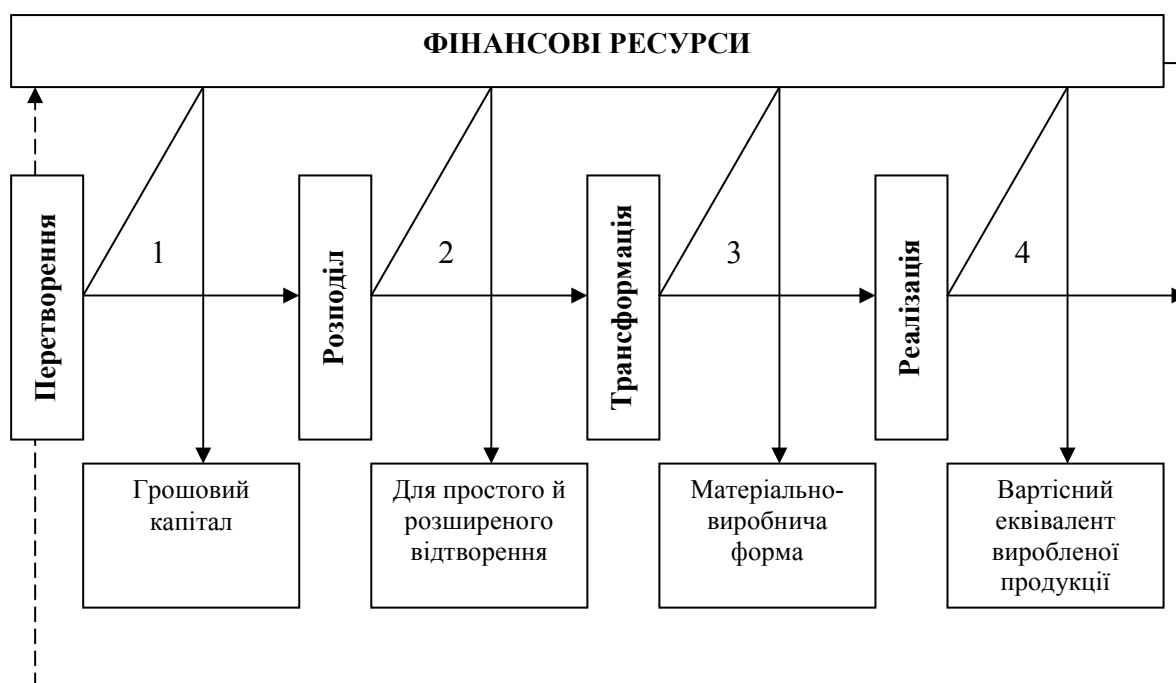 ФІНАНСОВІ РЕСУРСИ
Перетворення
1
Розподіл
2
Трансформація
3
Реалізація
4
Грошовий
капітал
Для простого й
розширеного
відтворення
Матеріально-
виробнича
форма
Вартісний
еквівалент
виробленої
продукції